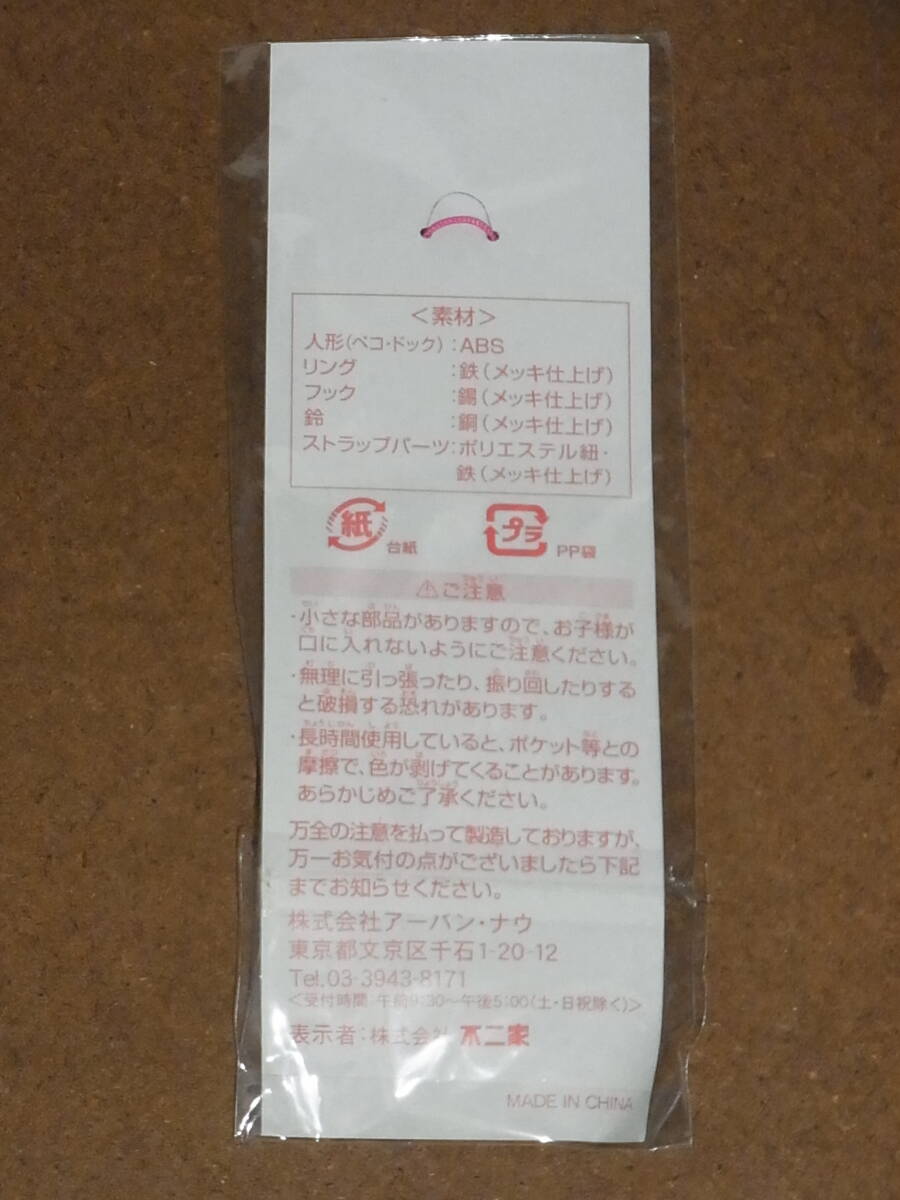 ＜素材＞
人形(ペコ・ドック):ABS
リング:鉄(メッキ仕上げ)
フック:錫(メッキ仕上げ)
鈴:銅(メッキ仕上げ)
ストラップパーツ:ポリエステル紐・
鉄(メッキ仕上げ)
紙 台紙 プラ PP袋
⚠ご注意
・小さな部品がありますので、お子様が
口に入れないようにご注意ください。
・無理に引っ張ったり、振り回したりする
と破損する恐れがあります。
・長時間使用していると、ポケット等との
摩擦で、色が剥げてくることがあります。
あらかじめご了承ください。
万全の注意を払って製造しておりますが、
万一お気付の点がございましたら下記
までお知らせください。
株式会社アーバン・ナウ
東京都文京区千石1-20-12
Tel.03-3943-8171
＜受付時間:午前9:30〜午後5:00(土・日祝除く)＞
表示者:株式会社 不二家
MADE IN CHINA